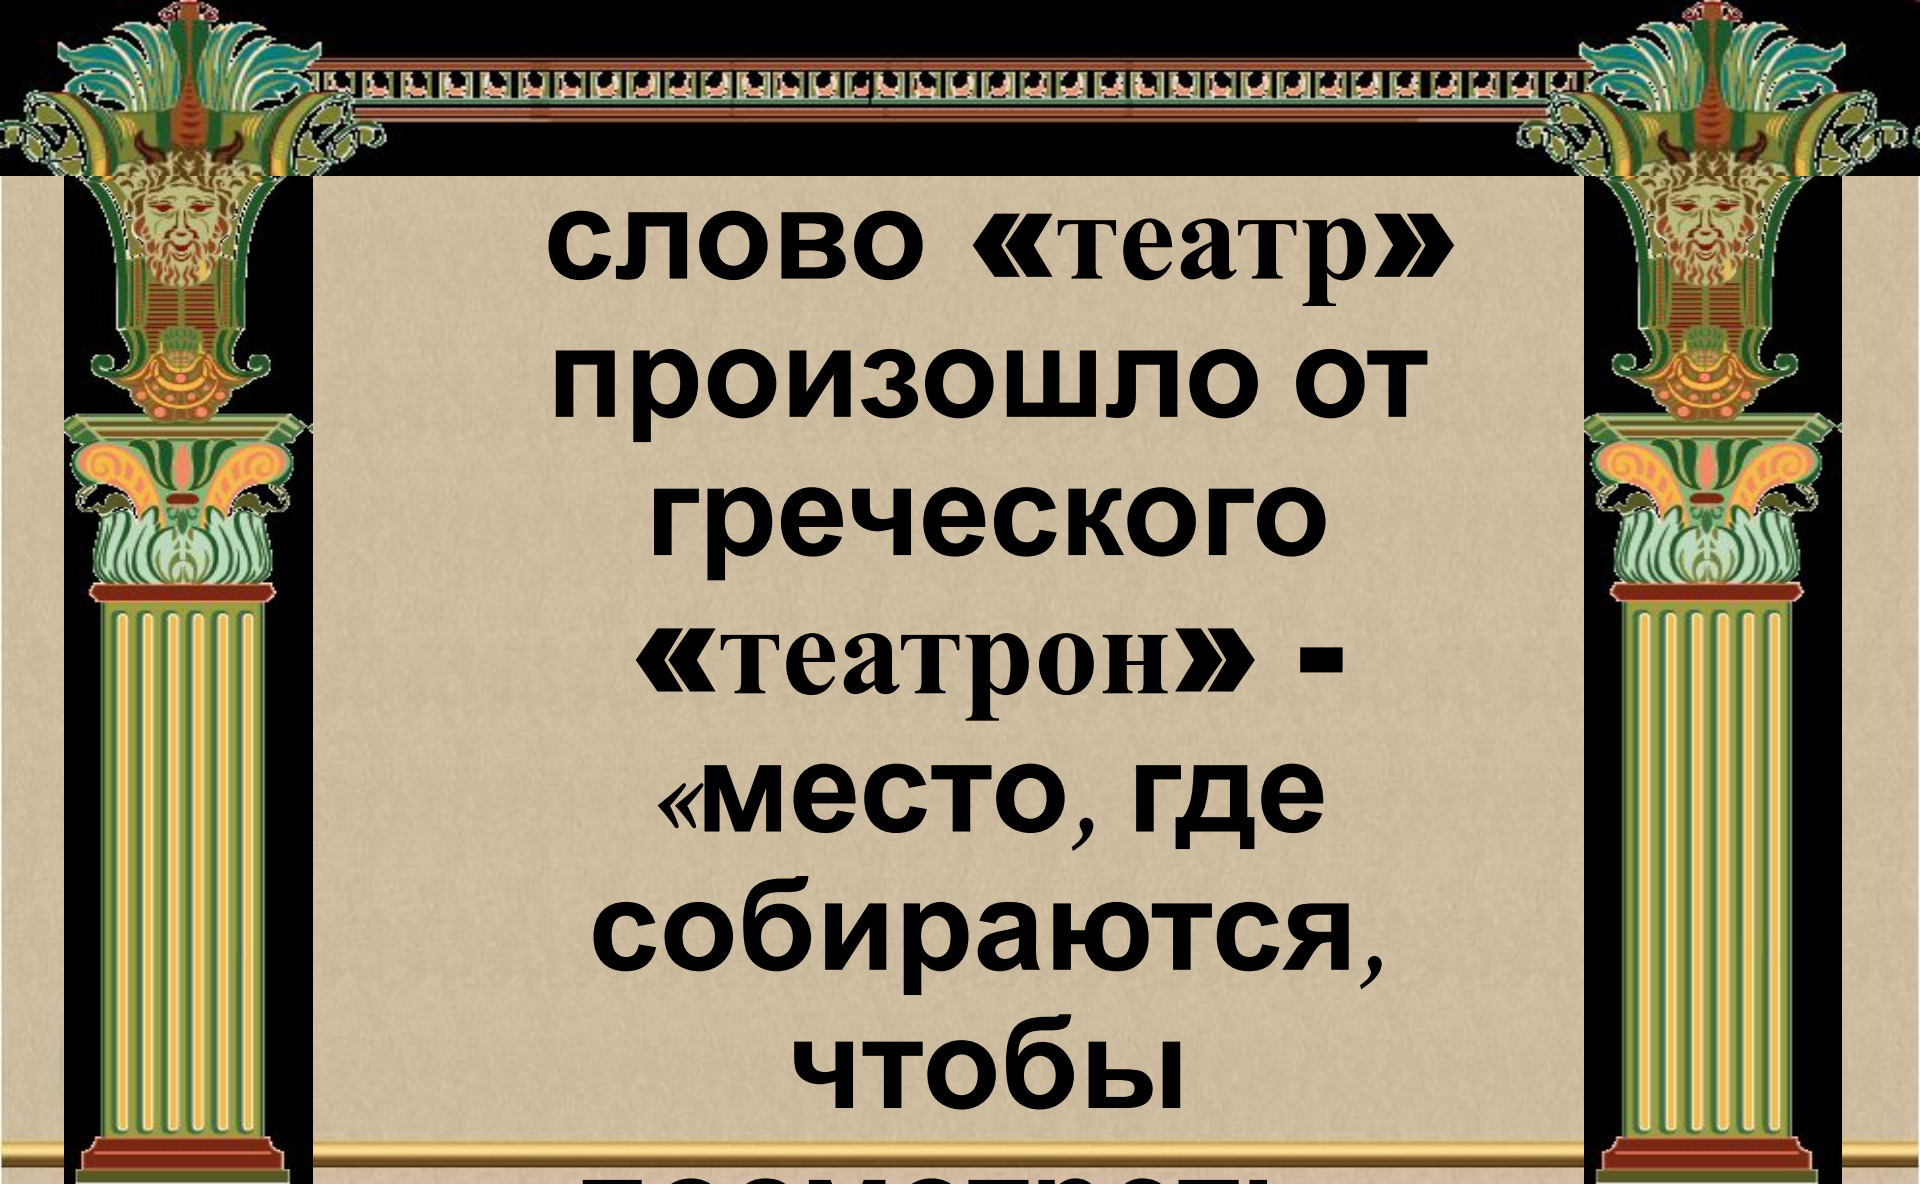 слово «театр»
произошло от
греческого
«театрон» -
«место, где
собираются,
чтобы